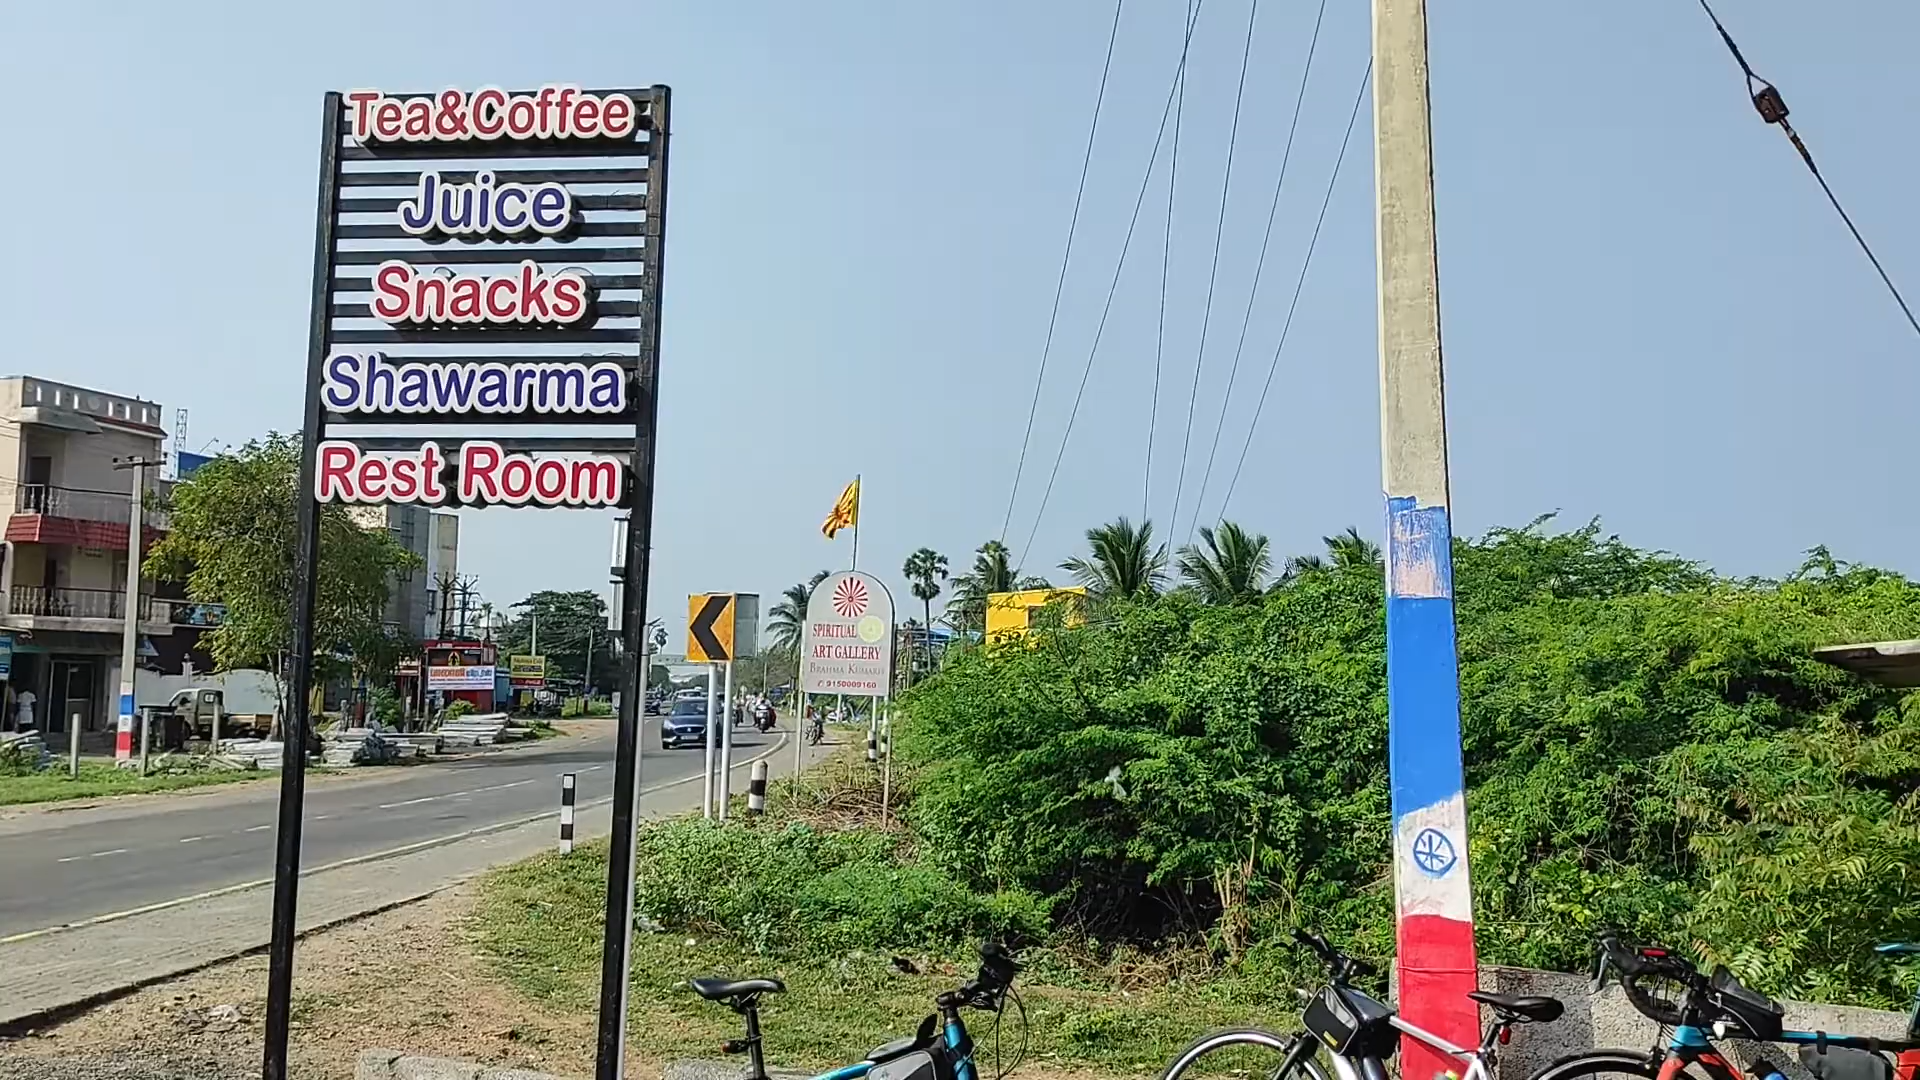 Tea&Coffee
Juice
Snacks
Shawarma
Rest Room
SPIRITUAL
ART GALLERY
BRAHMA KUMARIS
9150009160